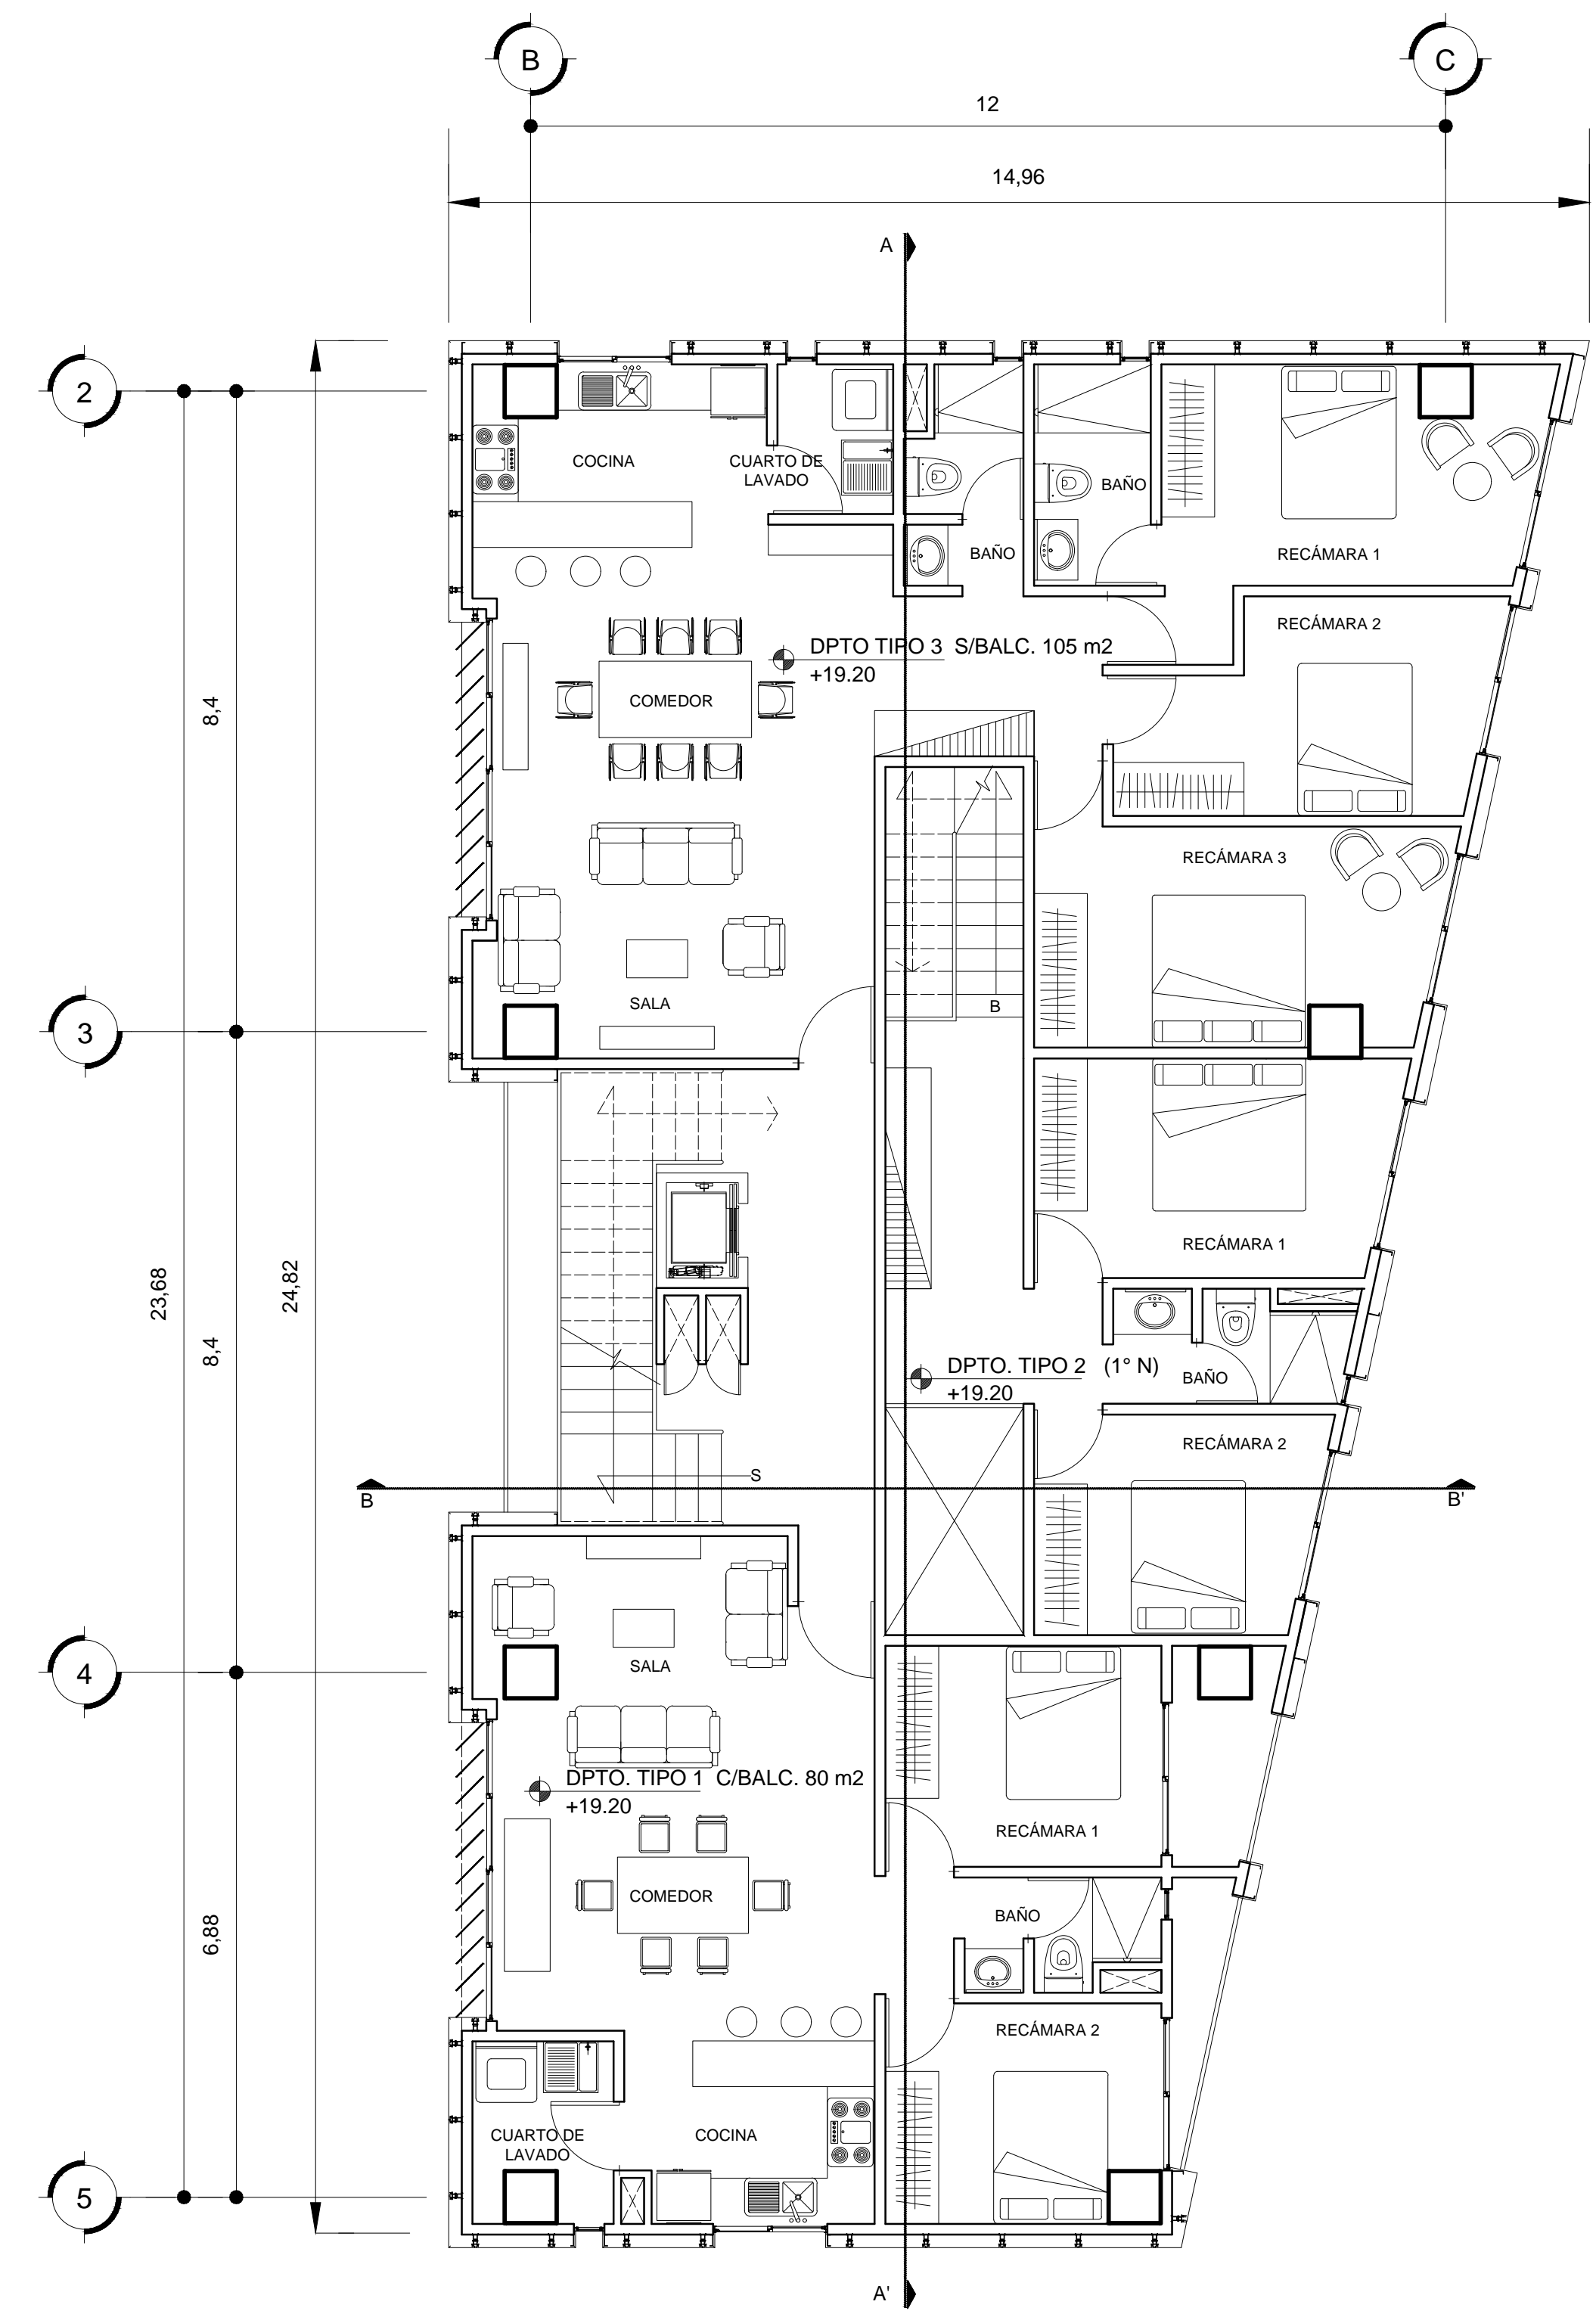 B
C
12
14,96
A
2
COCINA
CUARTO DE
LAVADO
BAÑO
BAÑO
RECÁMARA 1
RECÁMARA 2
DPTO TIPO 3 S/BALC. 105 m2
+19.20
COMEDOR
8,4
RECÁMARA 3
SALA
B
3
RECÁMARA 1
23,68
24,82
8,4
DPTO. TIPO 2 (1° N)
+19.20
BAÑO
RECÁMARA 2
S
B
B'
SALA
4
DPTO. TIPO 1 C/BALC. 80 m2
+19.20
RECÁMARA 1
COMEDOR
BAÑO
6,88
RECÁMARA 2
CUARTO DE
LAVADO
COCINA
5
A'